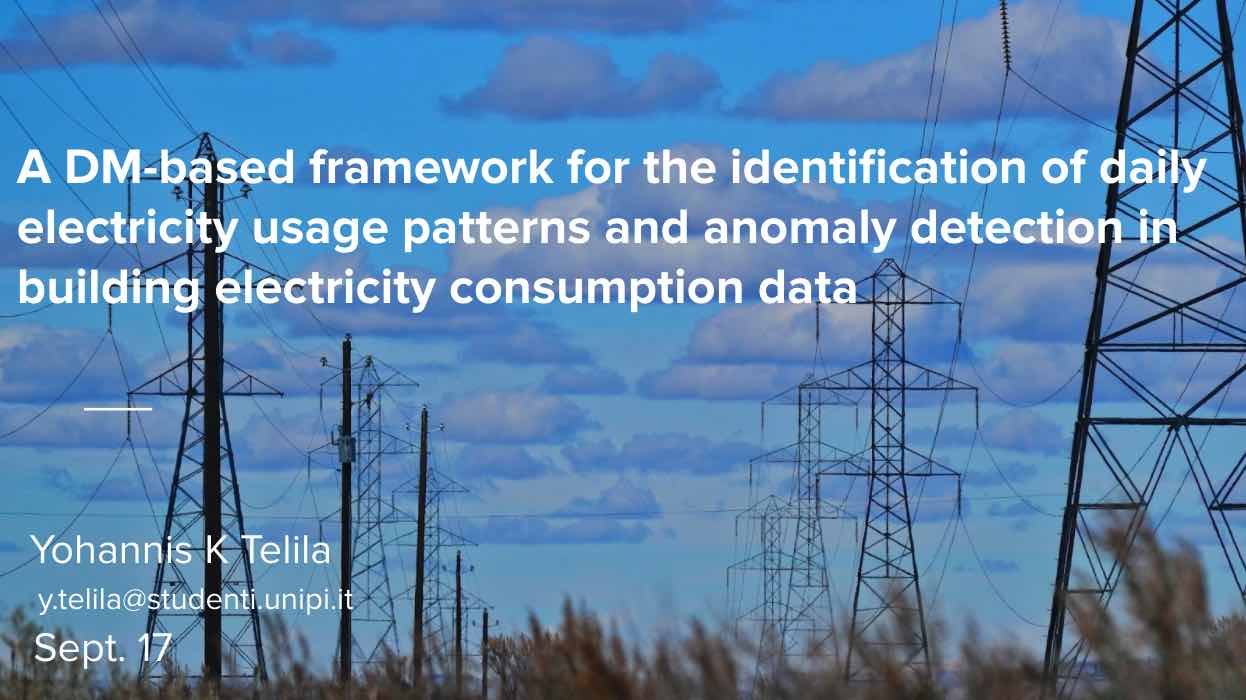 A DM-based framework for the identification of daily
electricity usage patterns and anomaly detection in
building electricity consumption data
Yohannis K Telila
y.telila@studenti.unipi.it
Sept. 17